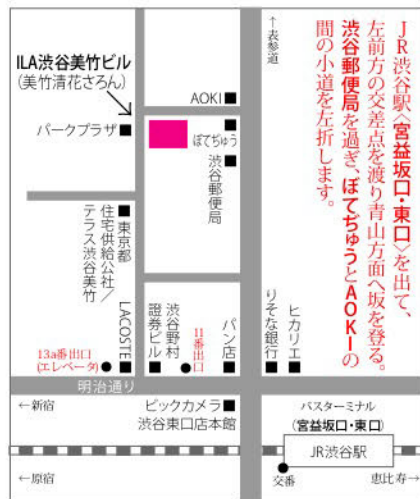 JR渋谷駅〈宮益坂口・東口〉を出て、
左前方の交差点を渡り青山方面へ坂を登る。
渋谷郵便局を過ぎ、ぼてぢゅうとAOKIの
間の小道を左折します。
←表参道
ILA渋谷美竹ビル
(美竹清花さろん)
AOKI
パークプラザ
ぼてぢゅう
渋谷郵便局
東京都
住宅供給公社／
テラス渋谷美竹
LACOSTE
渋谷野村
證券ビル
11番出口
パン店
りそな銀行
ヒカリエ
13a番出口
(エレベータ)
明治通り
←新宿
ビックカメラ
渋谷東口店本館
バスターミナル
(宮益坂口・東口)
JR渋谷駅
←原宿
交番
恵比寿→